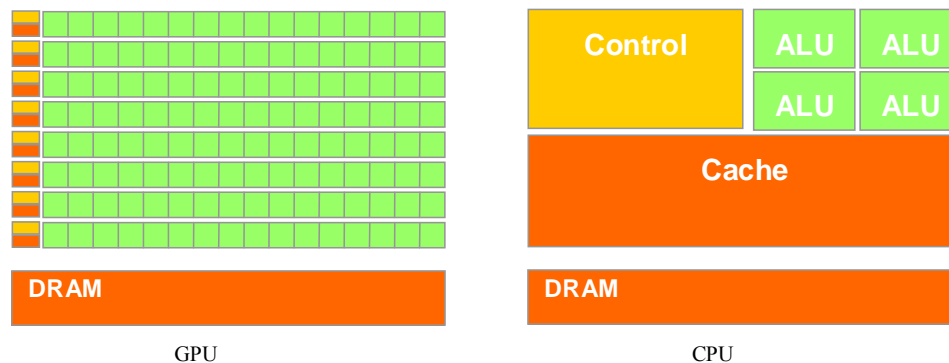 Control
ALU ALU
ALU ALU
Cache
DRAM
DRAM
GPU
CPU